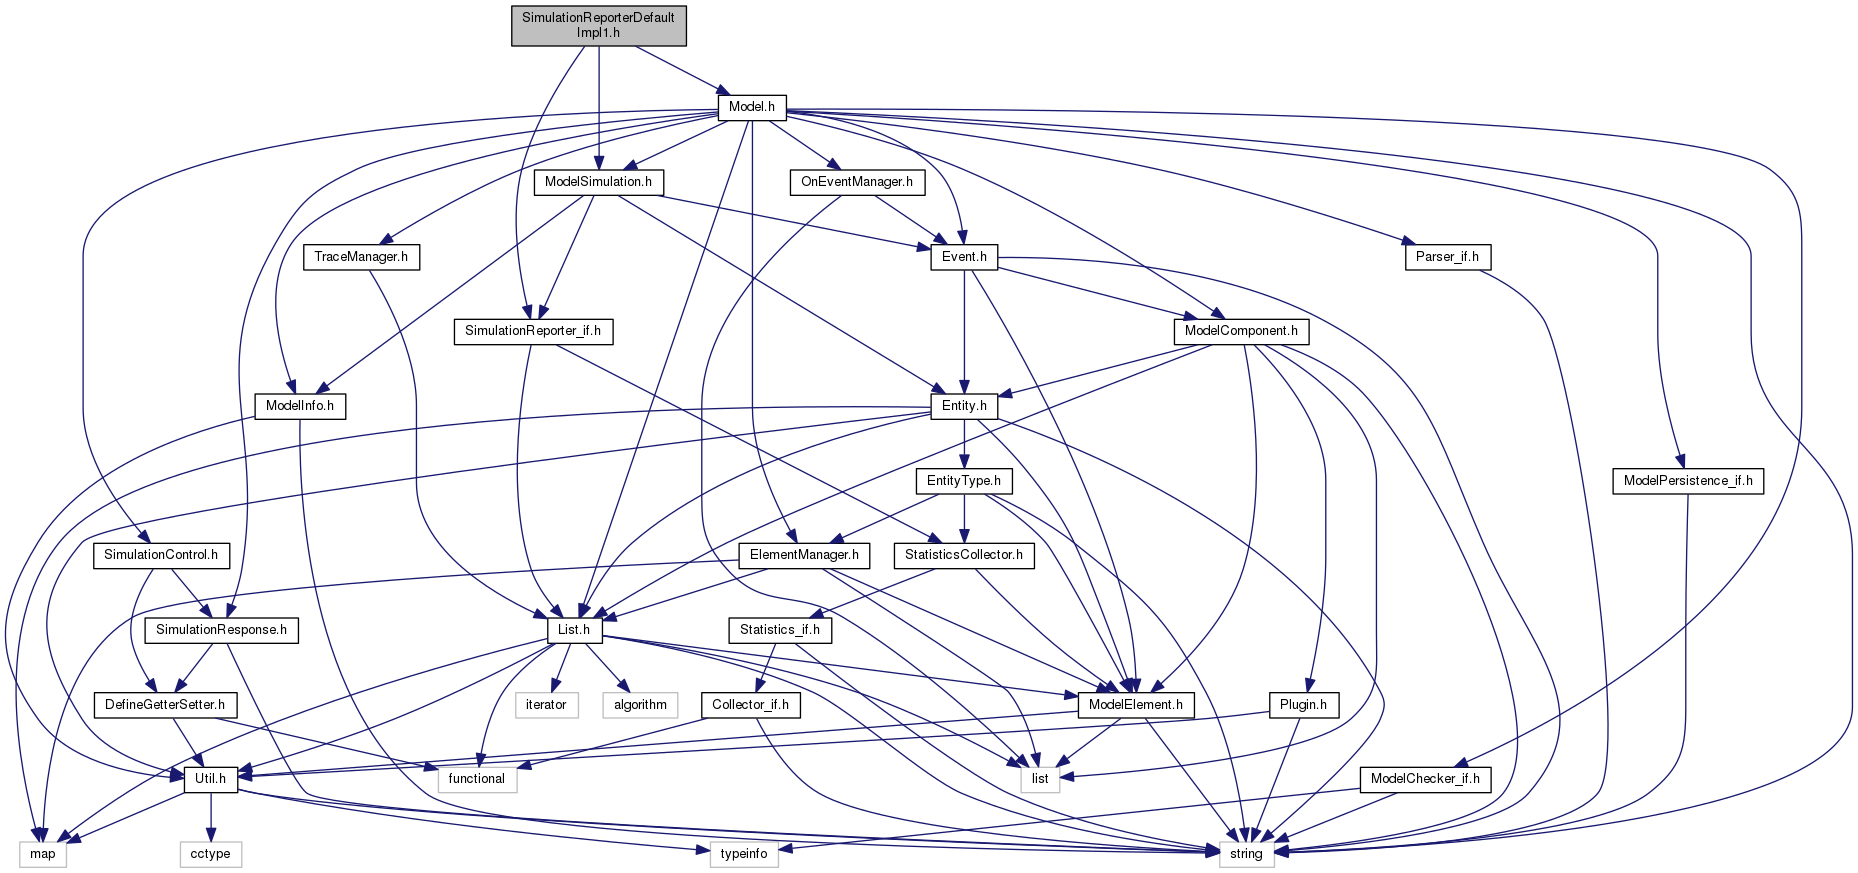 SimulationReporterDefault
Impl1.h
Model.h
ModelSimulation.h
OnEventManager.h
TraceManager.h
Event.h
Parser_if.h
SimulationReporter_if.h
ModelComponent.h
ModelInfo.h
Entity.h
EntityType.h
ModelPersistence_if.h
SimulationControl.h
ElementManager.h
StatisticsCollector.h
SimulationResponse.h
List.h
Statistics_if.h
DefineGetterSetter.h
iterator
algorithm
Collector_if.h
ModelElement.h
Plugin.h
Util.h
functional
list
ModelChecker_if.h
map
cctype
typeinfo
string